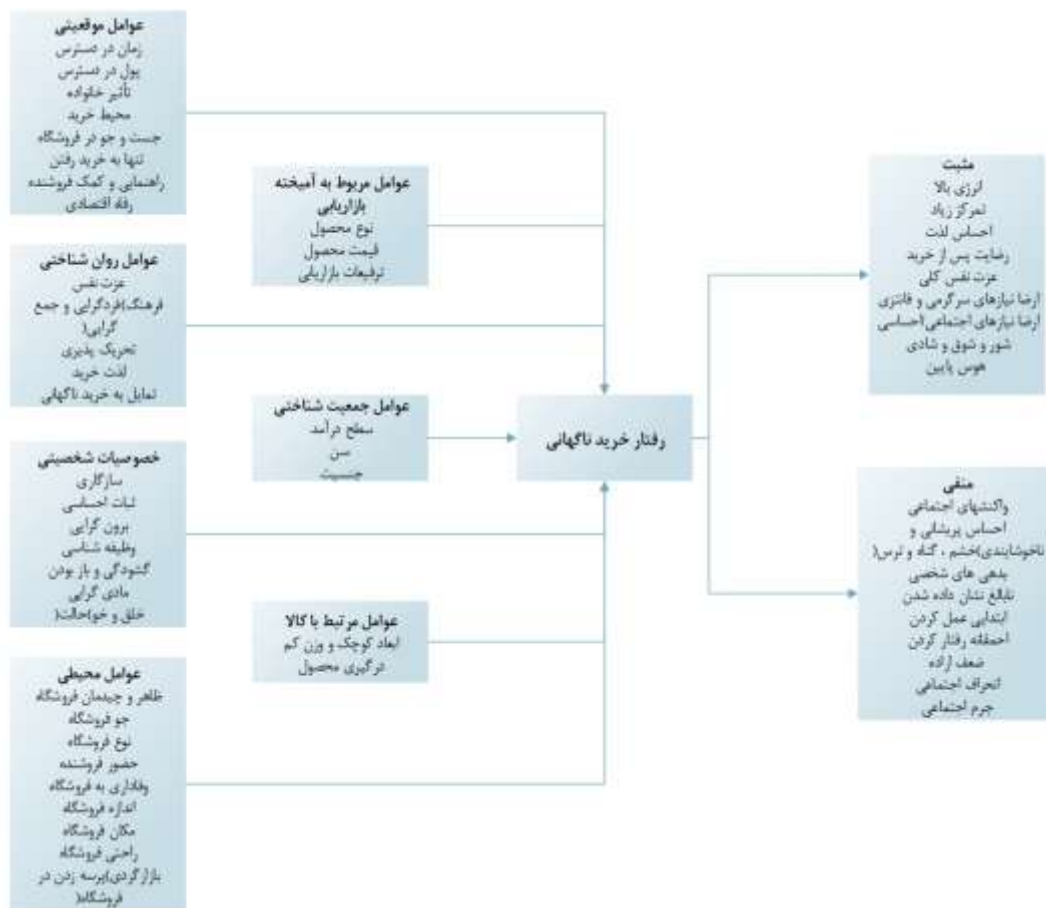 عوامل موقعیتی
زمان در دسترس
پول در دسترس
تأثیر خانواده
محیط خرید
جست و جو در فروشگاه
تنها به خرید رفتن
راهنمایی و کمک فروشنده
رفاه اقتصادی
عوامل روان شناختی
عزت نفس
فرهنگ)فردگرایی و جمع
گرایی(
تحریک پذیری
لذت خرید
تمایل به خرید ناگهانی
خصوصیات شخصیتی
سازگاری
ثبات احساسی
برون گرایی
وظیفه شناسی
گشودگی و باز بودن
مادی گرایی
خلق و خو)حالت(
عوامل محیطی
ظاهر و چیدمان فروشگاه
جو فروشگاه
نوع فروشگاه
حضور فروشنده
وفاداری به فروشگاه
اندازه فروشگاه
مکان فروشگاه
راحتی فروشگاه
بازارگردی)پرسه زدن در
فروشگاه(
عوامل مربوط به آمیخته
بازاریابی
نوع محصول
قیمت محصول
ترفیعات بازاریابی
عوامل جمعیت شناختی
سطح درآمد
سن
جنسیت
عوامل مرتبط با کالا
ابعاد کوچک و وزن کم
درگیری محصول
رفتار خرید ناگهانی
مثبت
انرژی بالا
تمرکز زیاد
احساس لذت
رضایت پس از خرید
عزت نفس کلی
ارضا نیازهای سرگرمی و فانتزی
ارضا نیازهای اجتماعی احساسی
شور و شوق و شادی
هوس پایین
منفی
واکنشهای اجتماعی
احساس پریشانی و
ناخوشایندی)خشم ، گناه و ترس(
بدهی های شخصی
نابالغ نشان داده شدن
ابتدایی عمل کردن
احمقانه رفتار کردن
ضعف اراده
انحراف اجتماعی
جرم اجتماعی